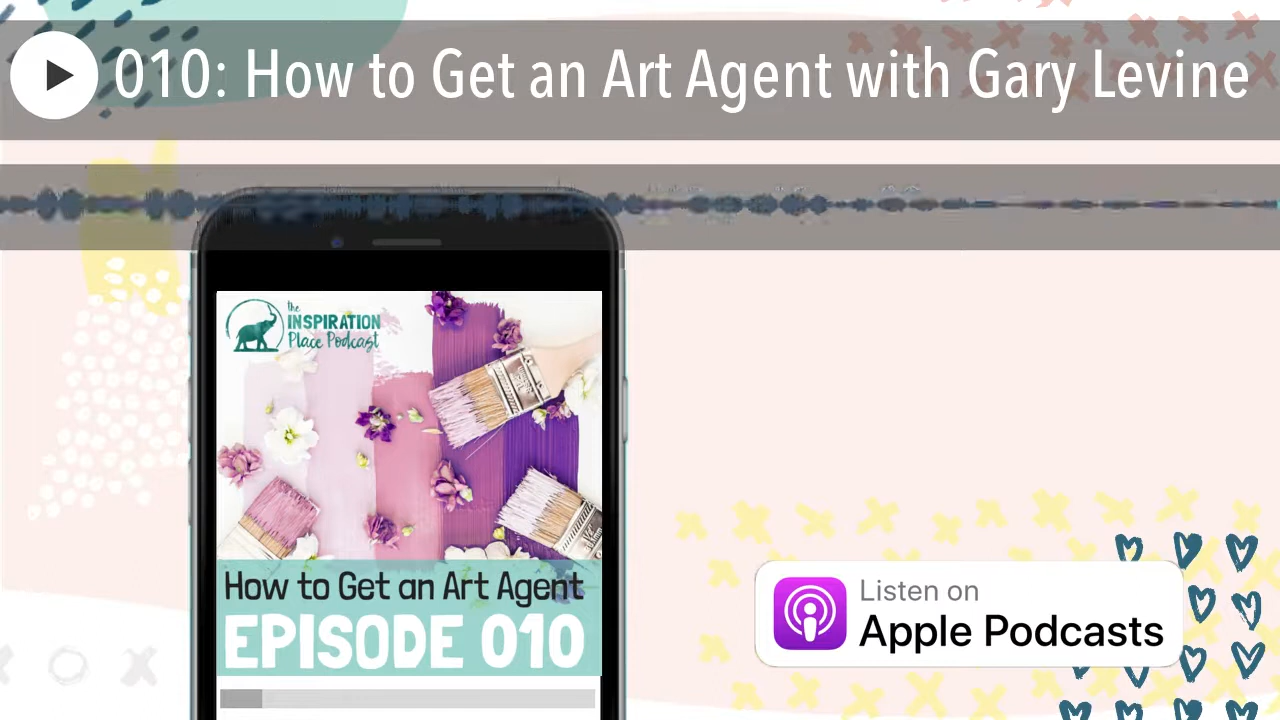 010: How to Get an Art Agent with Gary Levine
the
INSPIRATION
Place Podcast
How to Get an Art Agent
EPISODE 010
Listen on
Apple Podcasts